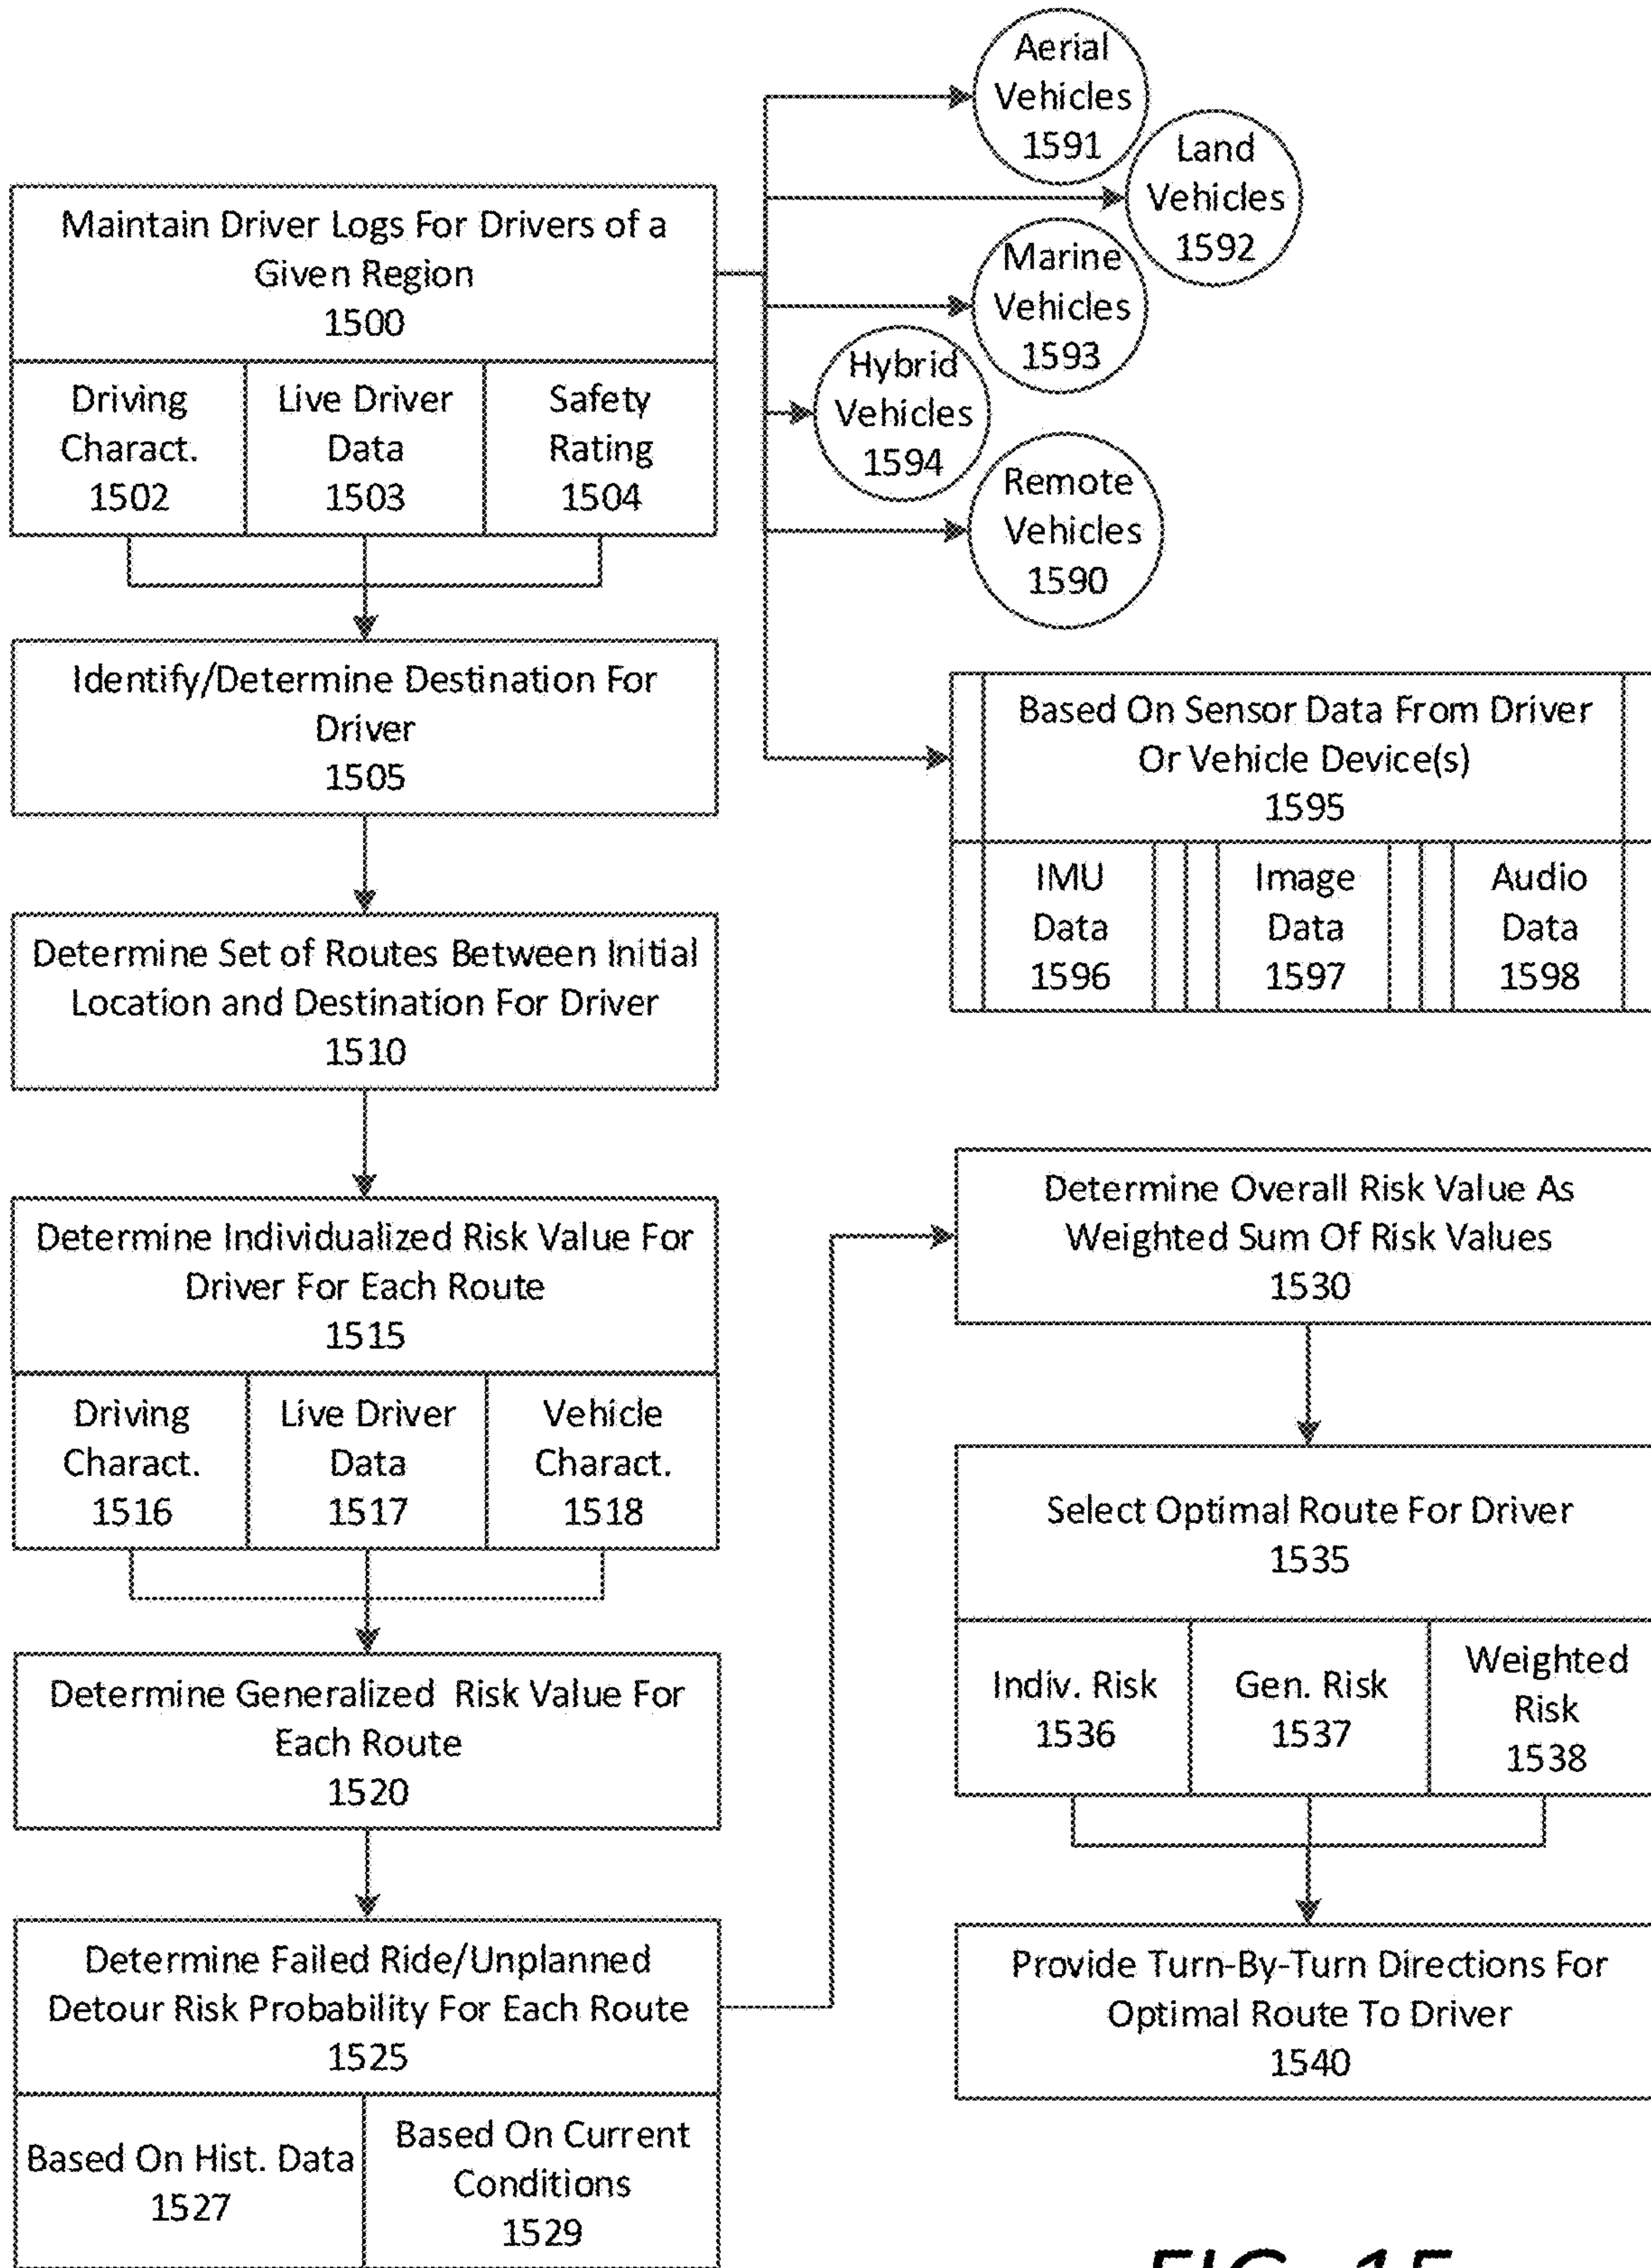 Maintain Driver Logs For Drivers of a
Given Region
1500
Driving
Charact.
1502
Live Driver
Data
1503
Safety
Rating
1504
Identify/Determine Destination For
Driver
1505
Determine Set of Routes Between Initial
Location and Destination For Driver
1510
Determine Individualized Risk Value For
Driver For Each Route
1515
Driving
Charact.
1516
Live Driver
Data
1517
Vehicle
Charact.
1518
Determine Generalized Risk Value For
Each Route
1520
Determine Failed Ride/Unplanned
Detour Risk Probability For Each Route
1525
Based On Hist. Data
1527
Based On Current
Conditions
1529
Aerial
Vehicles
1591
Land
Vehicles
1592
Marine
Vehicles
1593
Hybrid
Vehicles
1594
Remote
Vehicles
1590
Based On Sensor Data From Driver
Or Vehicle Device(s)
1595
IMU
Data
1596
Image
Data
1597
Audio
Data
1598
Determine Overall Risk Value As
Weighted Sum Of Risk Values
1530
Select Optimal Route For Driver
1535
Indiv. Risk
1536
Gen. Risk
1537
Weighted
Risk
1538
Provide Turn-By-Turn Directions For
Optimal Route To Driver
1540
FIG. 15